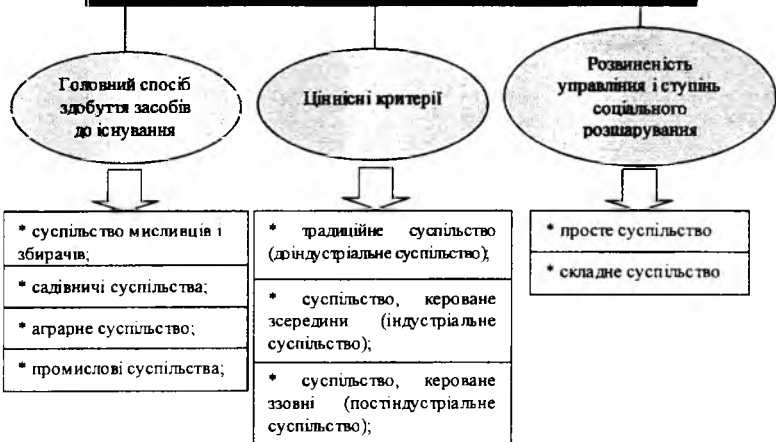 Головний спосіб
здобуття засобів
до існування
Ціннісні критерії
Розвиненість
управління і ступінь
соціального
розшарування
* суспільство мисливців і
збирачів;
* садівничі суспільства;
* аграрне суспільство;
* промислові суспільства;
* традиційне суспільство
(доіндустріальне суспільство);
* суспільство, кероване
зсередини (індустріальне
суспільство);
* суспільство, кероване
ззовні (постіндустріальне
суспільство);
* просте суспільство
* складне суспільство